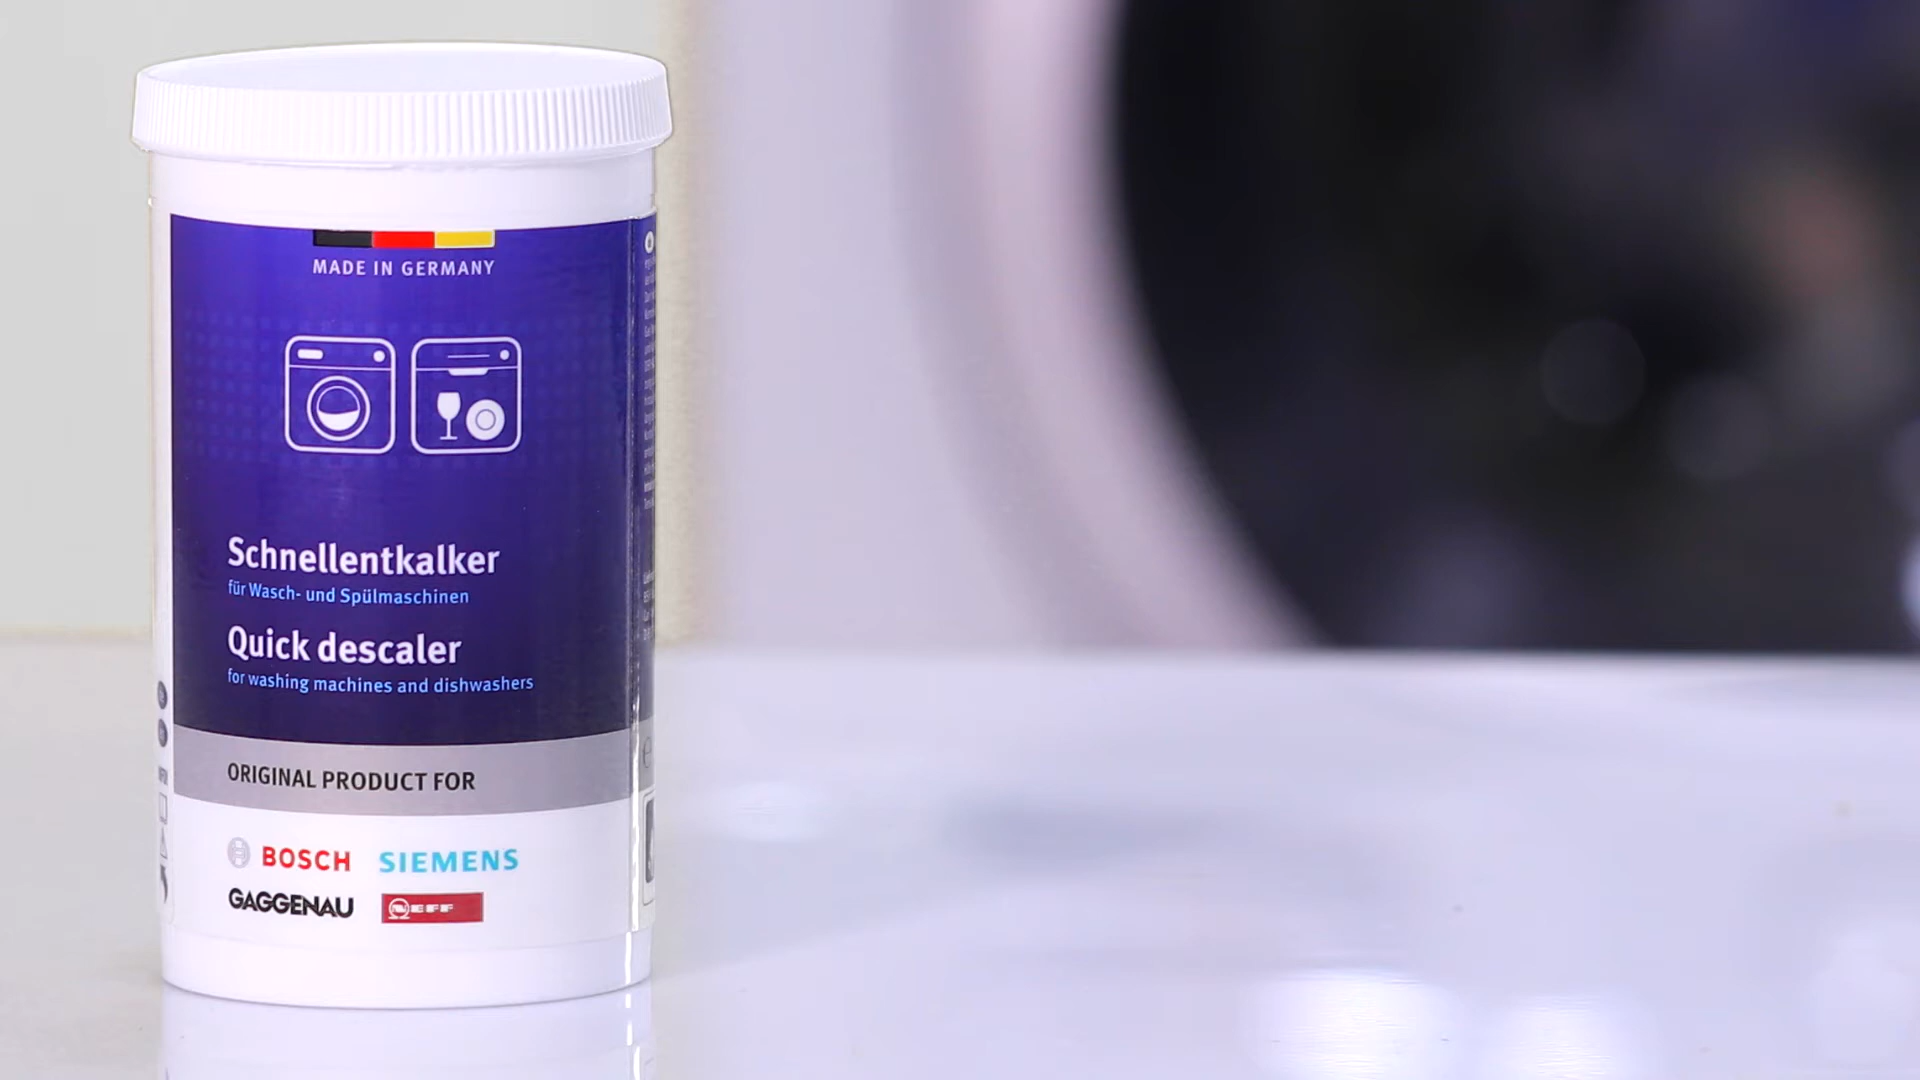 MADE IN GERMANY
Schnellentkalker
für Wasch- und Spülmaschinen
Quick descaler
for washing machines and dishwashers
ORIGINAL PRODUCT FOR
BOSCH SIEMENS
GAGGENAU NEFF